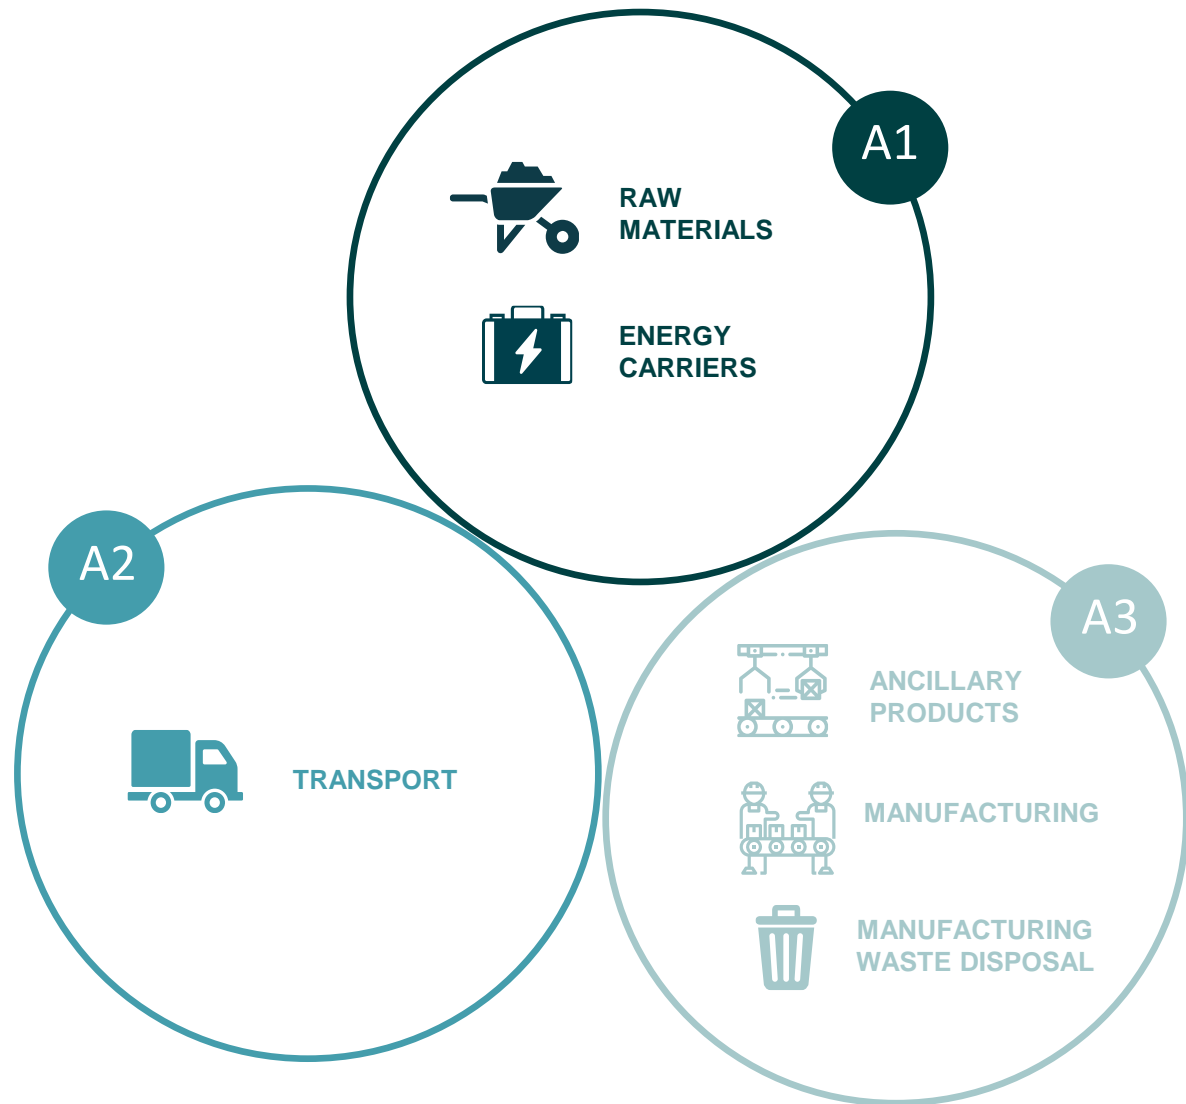 A1
RAW
MATERIALS
ENERGY
CARRIERS
A2
TRANSPORT
A3
ANCILLARY
PRODUCTS
MANUFACTURING
MANUFACTURING
WASTE DISPOSAL